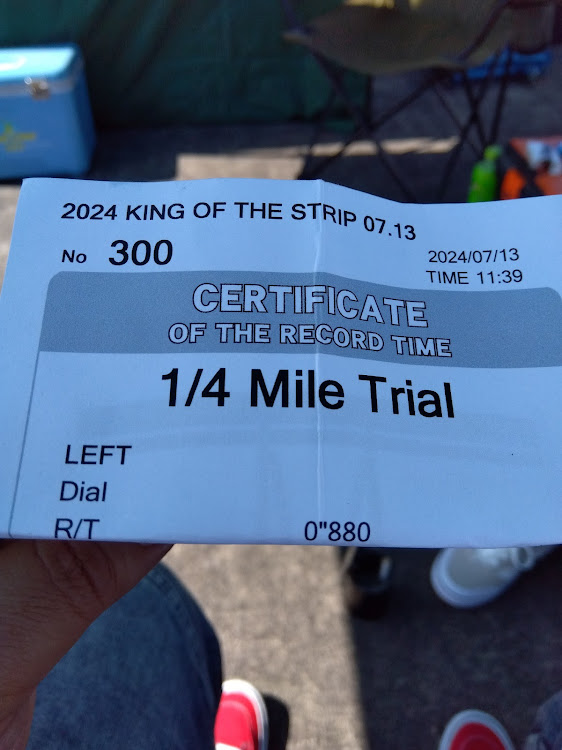 2024 KING OF THE STRIP 07.13
No 300
2024/07/13
TIME 11:39
CERTIFICATE
OF THE RECORD TIME
1/4 Mile Trial
LEFT
Dial
R/T 0"880